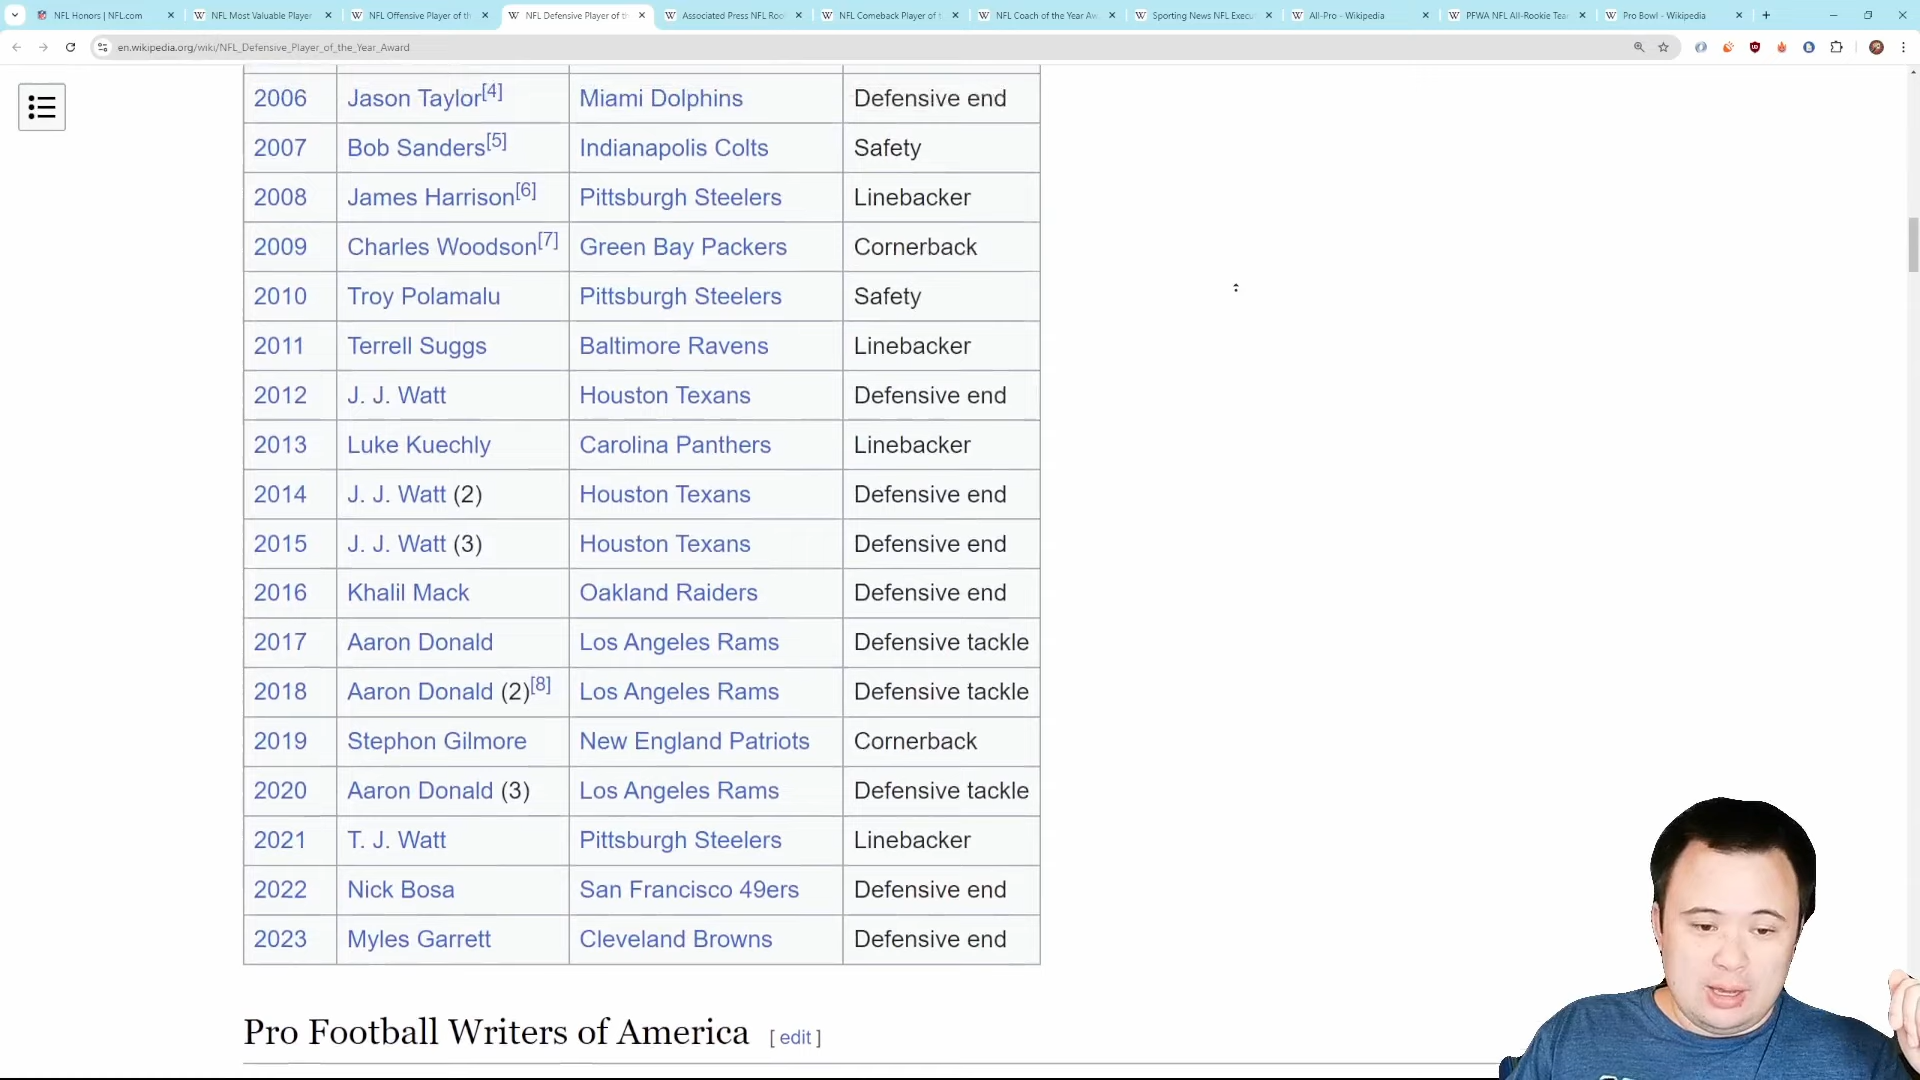 NFL Honors | NFL.com
NFL Most Valuable Player
NFL Offensive Player of th
NFL Defensive Player of th
Associated Press NFL Roo
NFL Comeback Player of t
NFL Coach of the Year Aw
Sporting News NFL Execu
All-Pro - Wikipedia
PFWA NFL All-Rookie Tea
Pro Bowl - Wikipedia
en.wikipedia.org/wiki/NFL_Defensive_Player_of_the_Year_Award
2006 Jason Taylor[4] Miami Dolphins Defensive end
2007 Bob Sanders[5] Indianapolis Colts Safety
2008 James Harrison[6] Pittsburgh Steelers Linebacker
2009 Charles Woodson[7] Green Bay Packers Cornerback
2010 Troy Polamalu Pittsburgh Steelers Safety
2011 Terrell Suggs Baltimore Ravens Linebacker
2012 J. J. Watt Houston Texans Defensive end
2013 Luke Kuechly Carolina Panthers Linebacker
2014 J. J. Watt (2) Houston Texans Defensive end
2015 J. J. Watt (3) Houston Texans Defensive end
2016 Khalil Mack Oakland Raiders Defensive end
2017 Aaron Donald Los Angeles Rams Defensive tackle
2018 Aaron Donald (2)[8] Los Angeles Rams Defensive tackle
2019 Stephon Gilmore New England Patriots Cornerback
2020 Aaron Donald (3) Los Angeles Rams Defensive tackle
2021 T. J. Watt Pittsburgh Steelers Linebacker
2022 Nick Bosa San Francisco 49ers Defensive end
2023 Myles Garrett Cleveland Browns Defensive end
Pro Football Writers of America [ edit ]